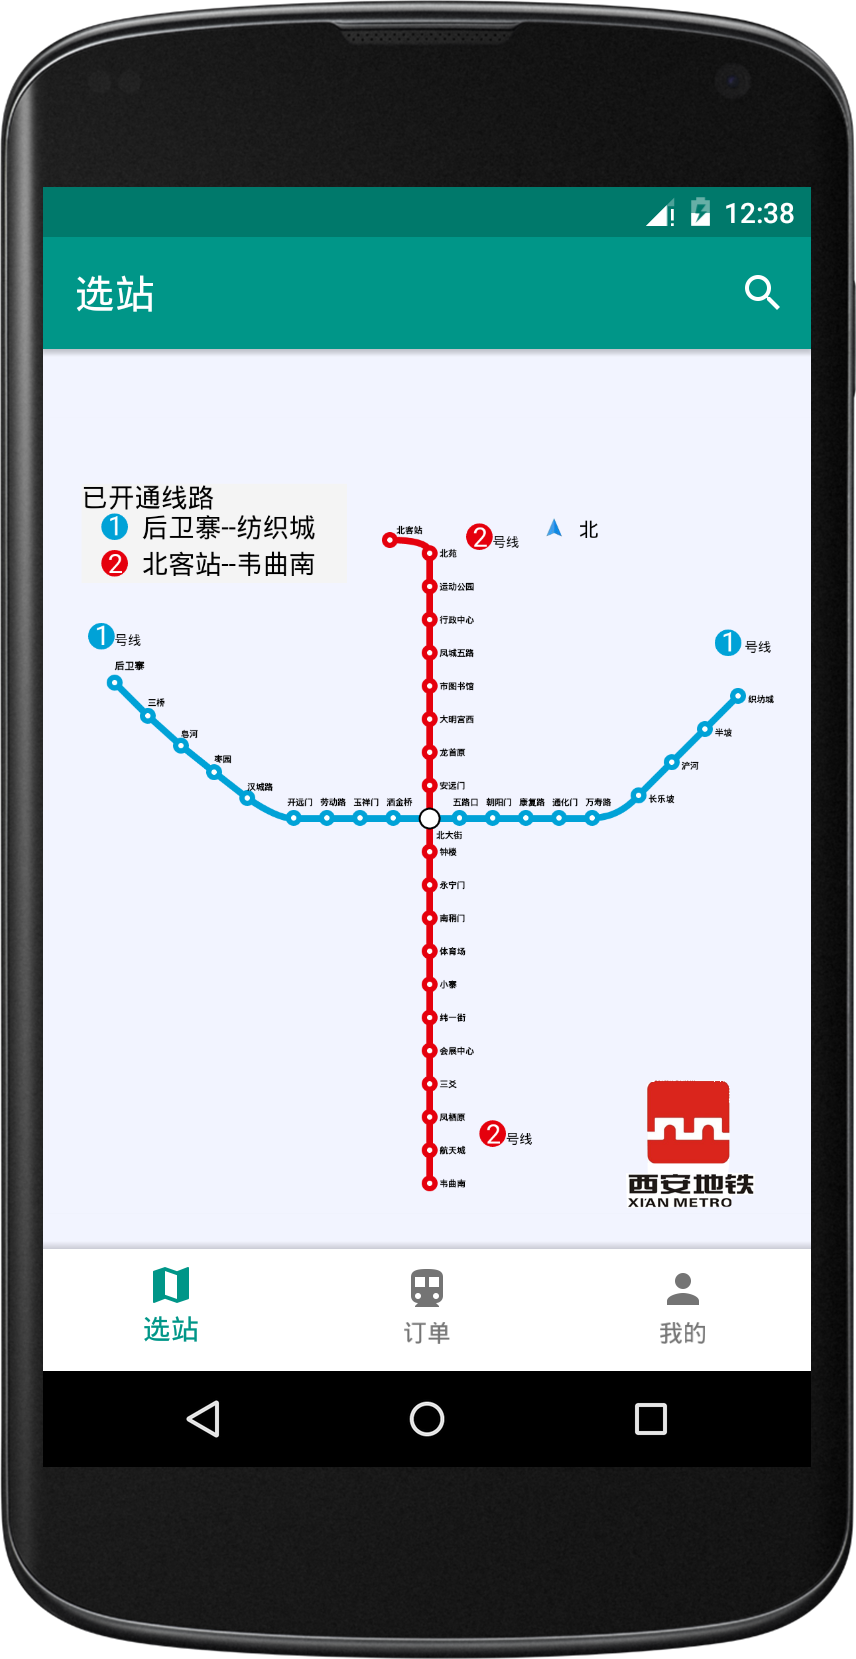 12:38
选站
已开通线路
1 后卫寨--纺织城
2 北客站--韦曲南
北客站
2号线
北
北苑
运动公园
行政中心
凤城五路
市图书馆
大明宫西
龙首原
安远门
1号线
后卫寨
三桥
皂河
枣园
汉城路
开远门
劳动路
玉祥门
洒金桥
五路口
朝阳门
康复路
通化门
万寿路
1号线
织坊城
半坡
浐河
长乐坡
北大街
钟楼
永宁门
南稍门
体育场
小寨
纬一街
会展中心
三爻
凤栖原
航天城
韦曲南
2号线
西安地铁
XI'AN METRO
选站
订单
我的